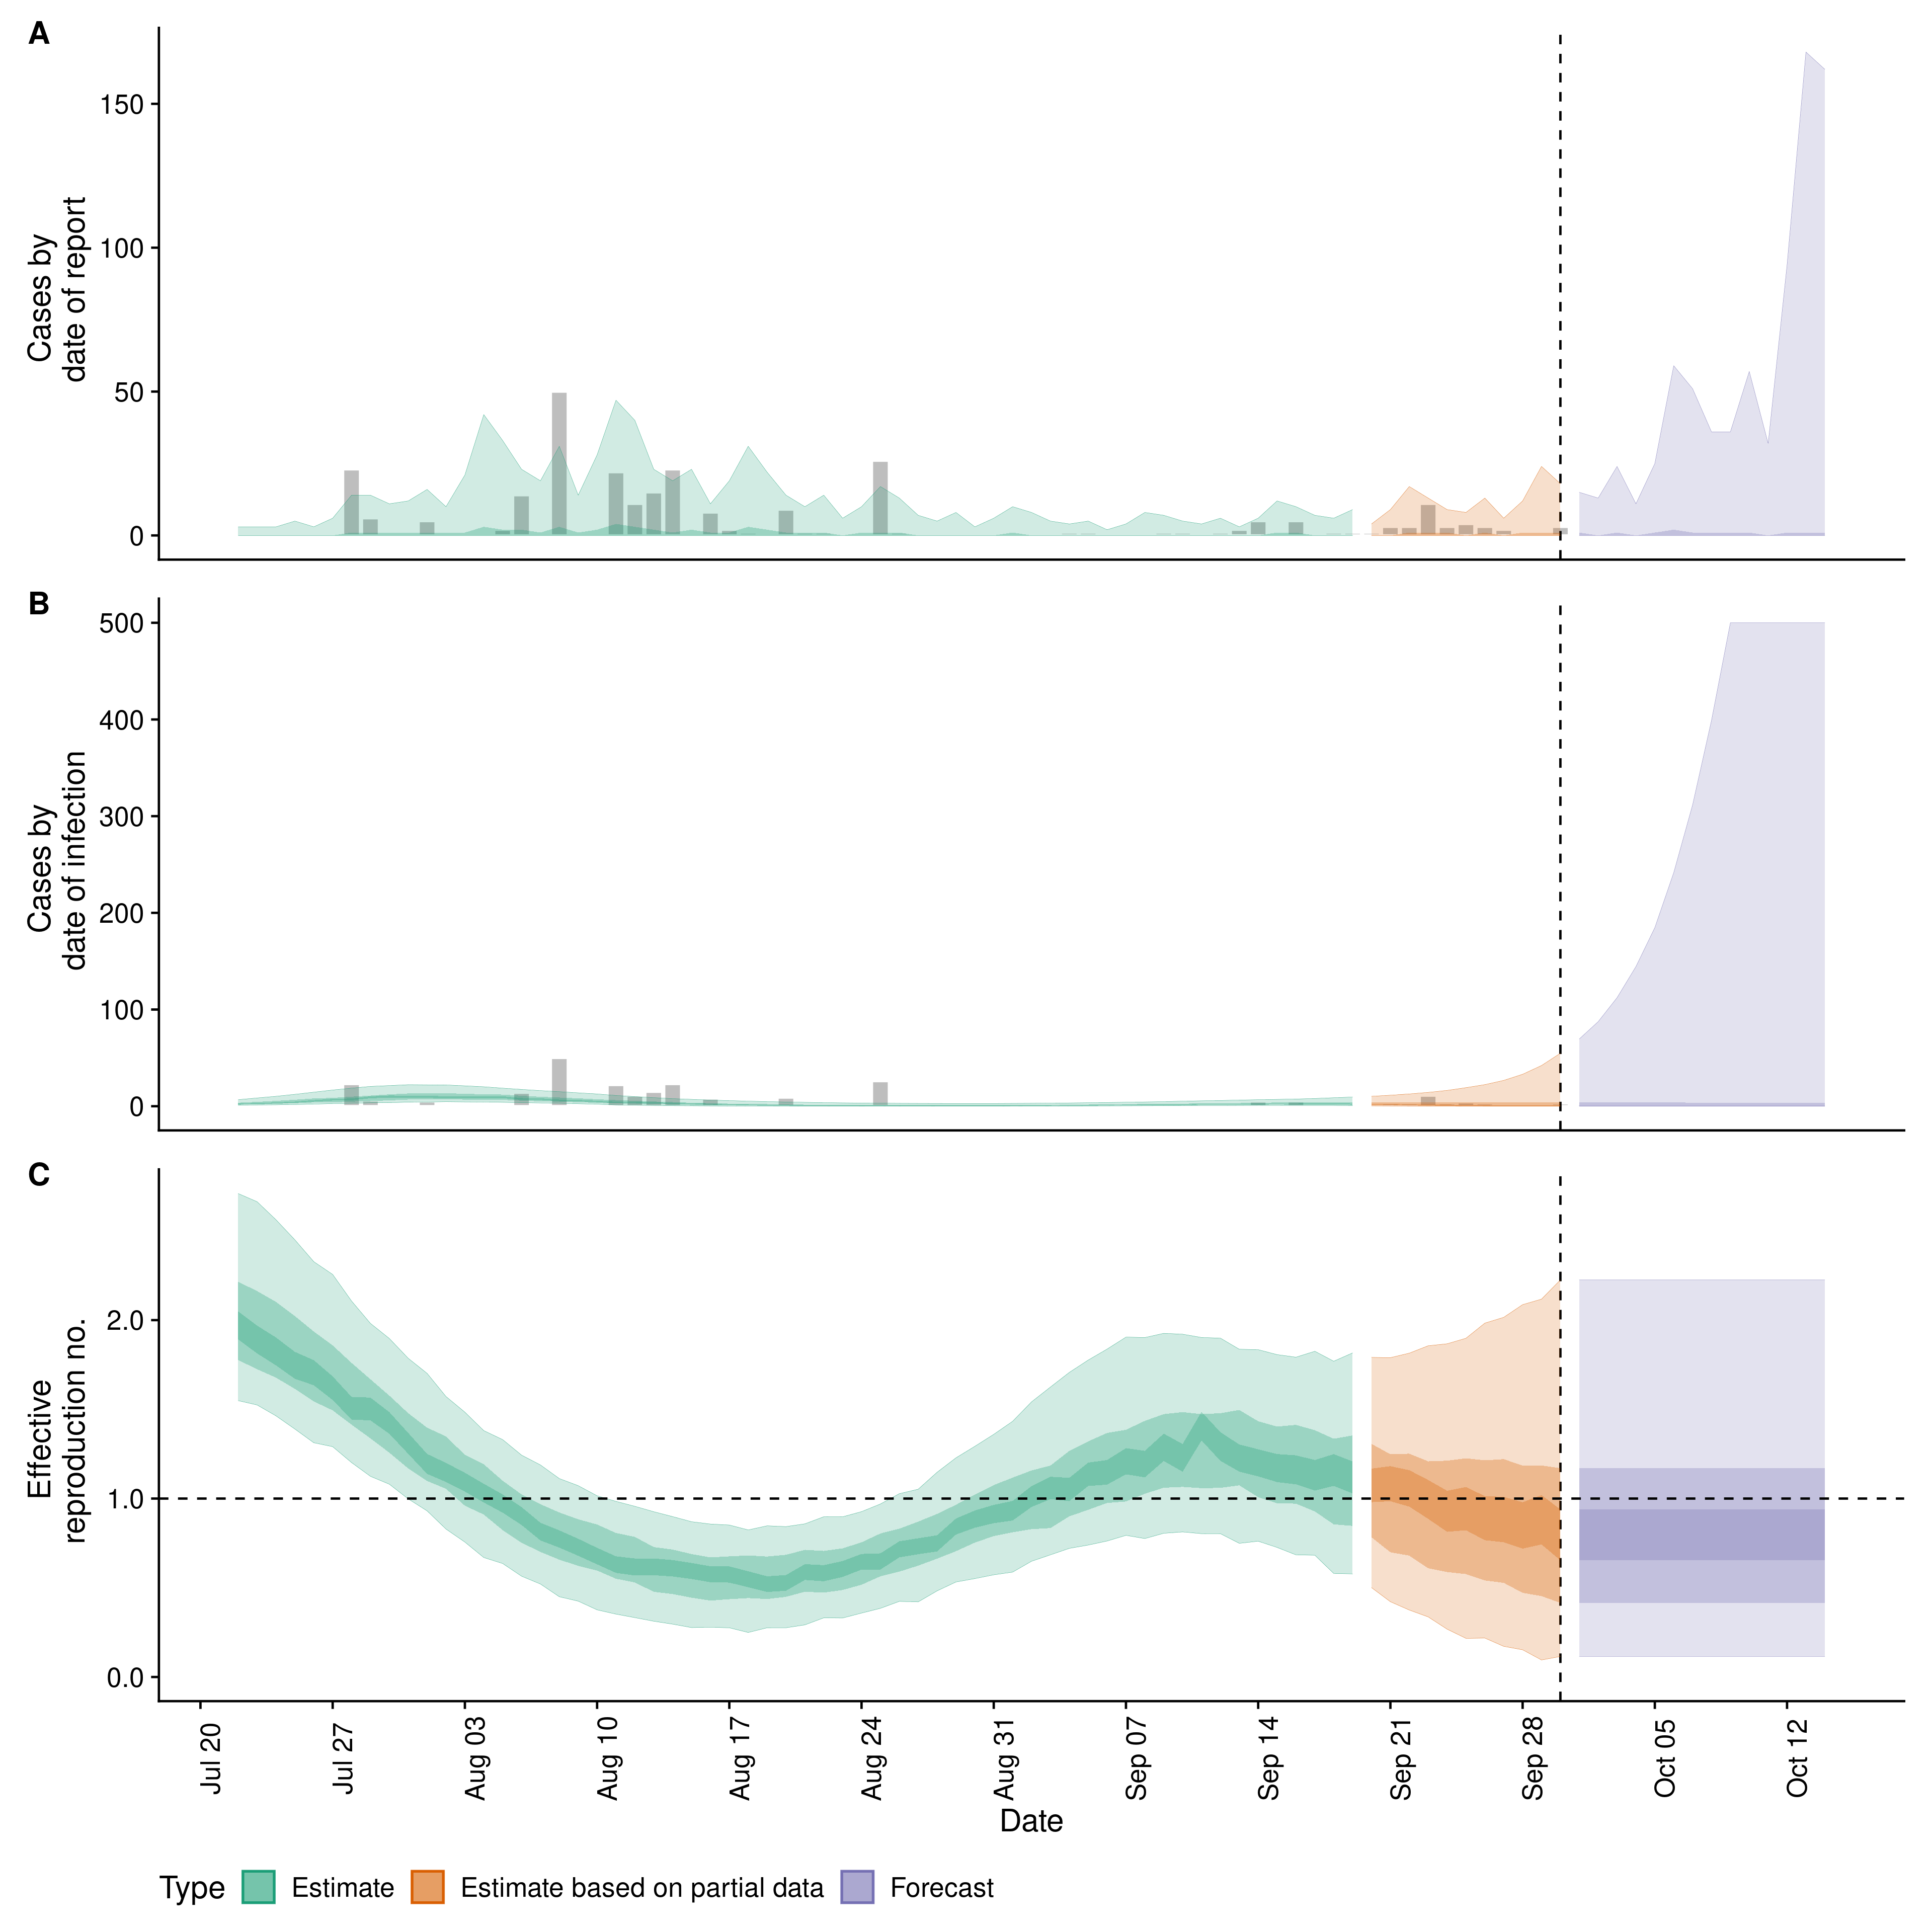 A
Cases by
date of report
150
100
50
0
B
Cases by
date of infection
500
400
300
200
100
0
C
Effective
reproduction no.
2.0
1.0
0.0
Jul 20
Jul 27
Aug 03
Aug 10
Aug 17
Aug 24
Aug 31
Sep 07
Sep 14
Sep 21
Sep 28
Oct 05
Oct 12
Date
Type Estimate Estimate based on partial data Forecast